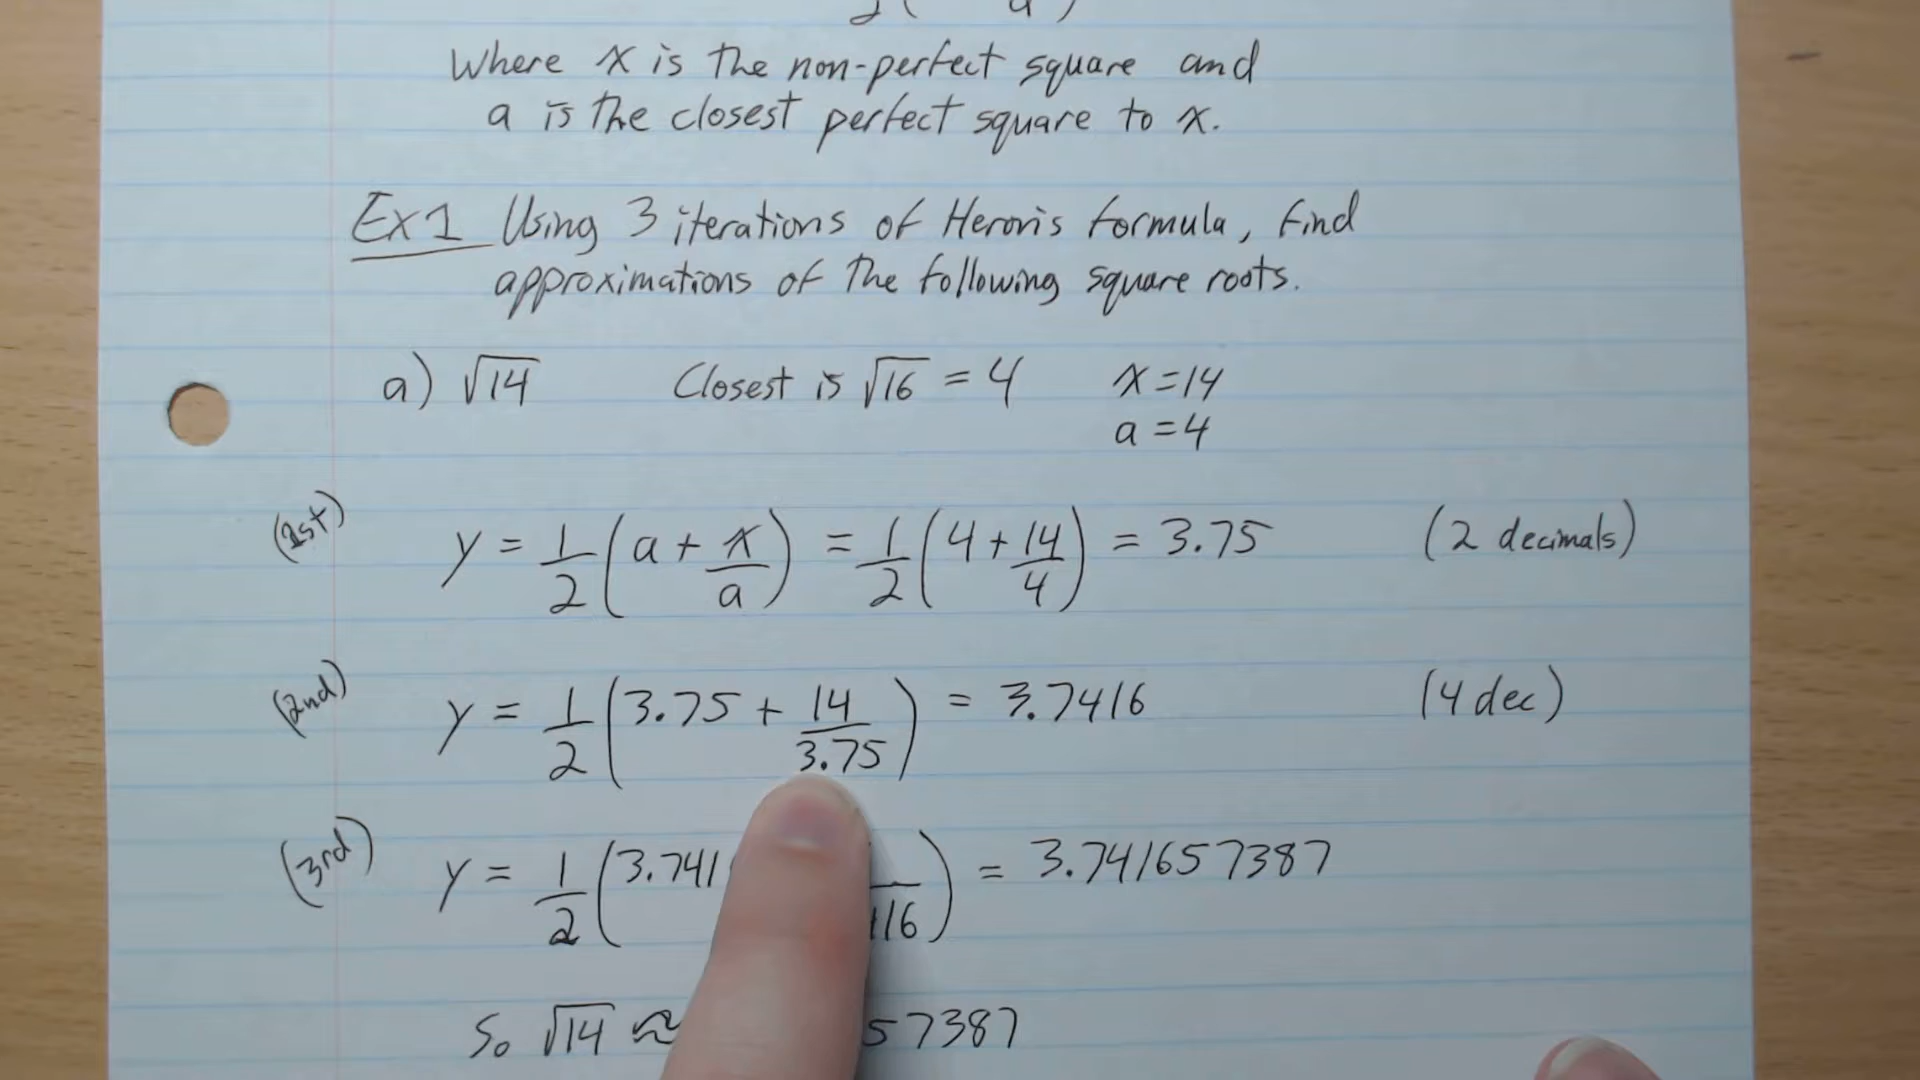 Where x is the non-perfect square and
a is the closest perfect square to x.
Ex 1 Using 3 iterations of Heron's formula, find
approximations of the following square roots.
a) √14 Closest is √16 = 4 x = 14
a = 4
(1st) y = 1/2 (a + x/a) = 1/2 (4 + 14/4) = 3.75 (2 decimals)
(2nd) y = 1/2 (3.75 + 14/3.75) = 3.7416 (4 dec)
(3rd) y = 1/2 (3.741 16) = 3.741657387
So √14 ≈ 57387